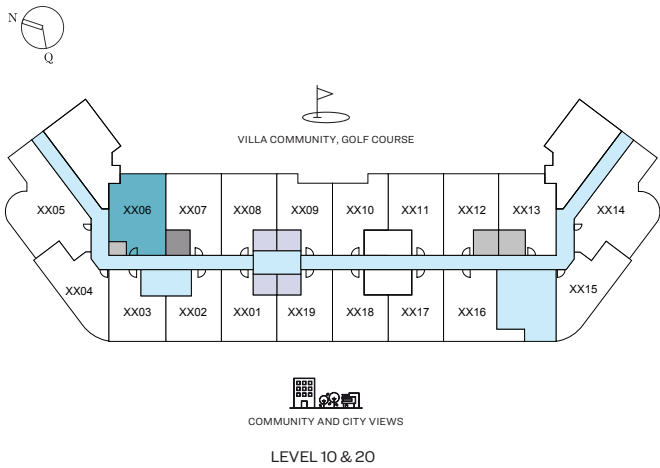 N
Q
VILLA COMMUNITY, GOLF COURSE
XX05
XX06
XX07
XX08
XX09
XX10
XX11
XX12
XX13
XX14
XX04
XX03
XX02
XX01
XX19
XX18
XX17
XX16
XX15
COMMUNITY AND CITY VIEWS
LEVEL 10 & 20